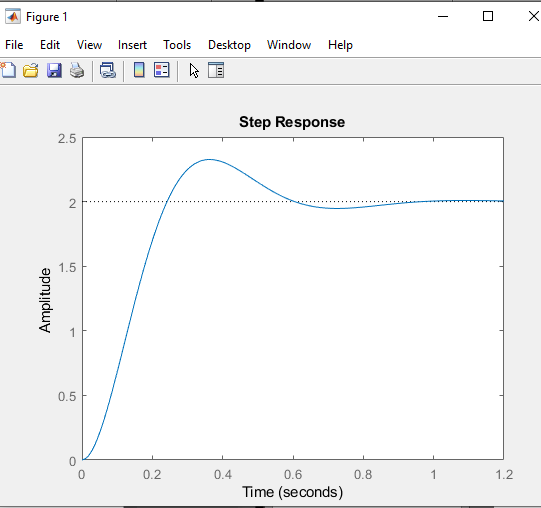 Figure 1
File Edit View Insert Tools Desktop Window Help
Step Response
2.5
2
1.5
1
0.5
0
Amplitude
0 0.2 0.4 0.6 0.8 1 1.2
Time (seconds)